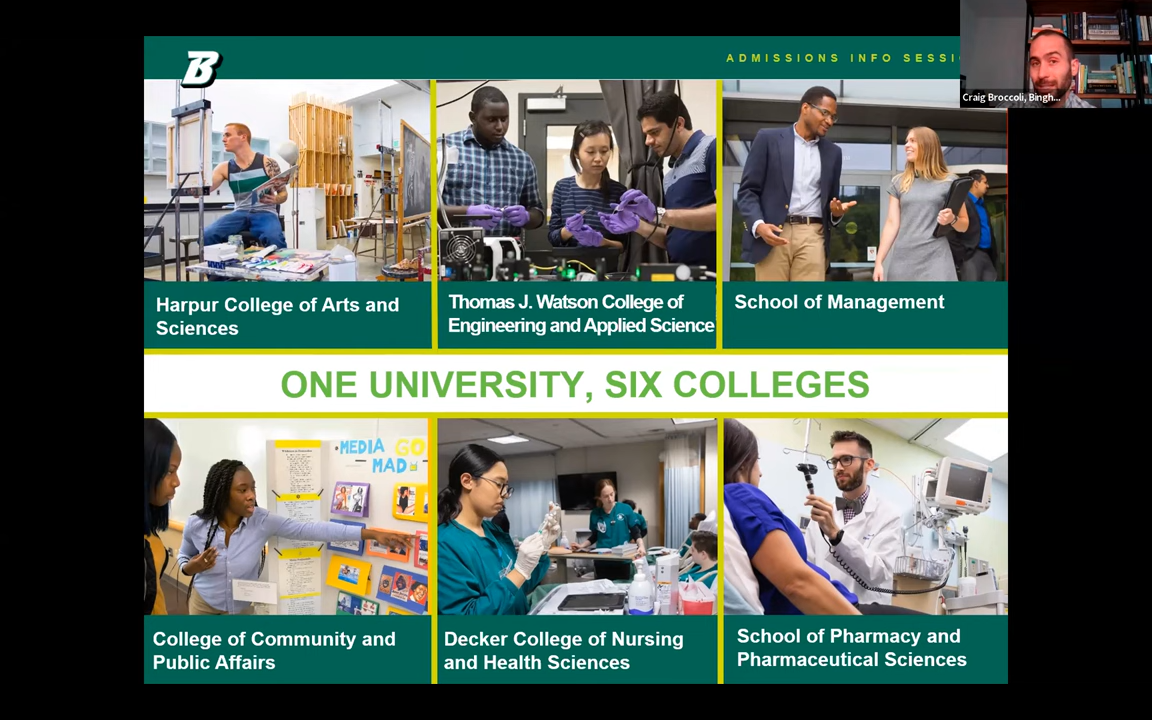 B
ADMISSIONS INFO SESSI
Craig Broccoli, Bingh...
Harpur College of Arts and
Sciences
Thomas J. Watson College of
Engineering and Applied Science
School of Management
ONE UNIVERSITY, SIX COLLEGES
MEDIA GO
MAD
College of Community and
Public Affairs
Decker College of Nursing
and Health Sciences
School of Pharmacy and
Pharmaceutical Sciences